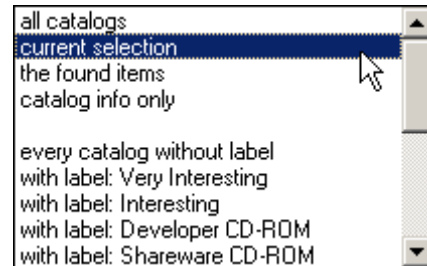 all catalogs
current selection
the found items
catalog info only
every catalog without label
with label: Very Interesting
with label: Interesting
with label: Developer CD-ROM
with label: Shareware CD-ROM